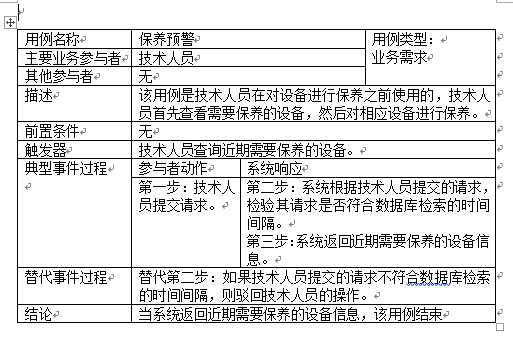 用例名称 保养预警 用例类型：
主要业务参与者 技术人员 业务需求
其他参与者 无
描述 该用例是技术人员在对设备进行保养之前使用的，技术人
员首先查看需要保养的设备，然后对相应设备进行保养。
前置条件 无
触发器 技术人员查询近期需要保养的设备。
典型事件过程 参与者动作 系统响应
第一步：技术人 第二步：系统根据技术人员提交的请求，
员提交请求。 检验其请求是否符合数据库检索的时间
间隔。
第三步:系统返回近期需要保养的设备信
息。
替代事件过程 替代第二步：如果技术人员提交的请求不符合数据库检索
的时间间隔，则驳回技术人员的操作。
结论 当系统返回近期需要保养的设备信息，该用例结束